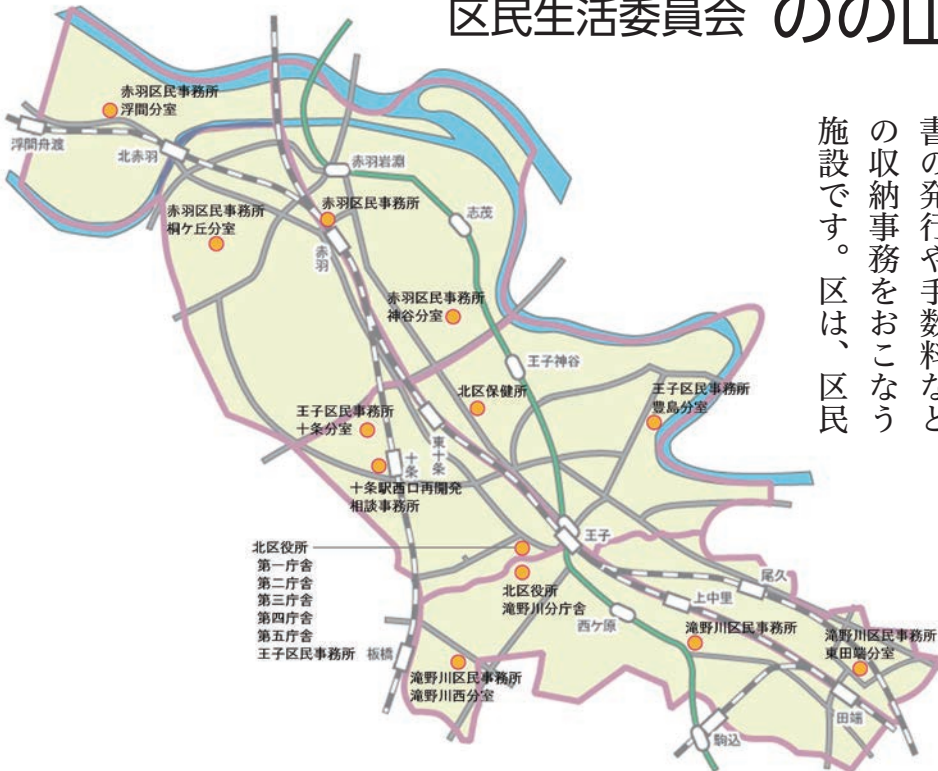 区民生活委員会 のの山
書の発行や手数料など
の収納事務をおこなう
施設です。区は、区民
赤羽区民事務所
浮間分室
浮間舟渡
北赤羽
赤羽岩淵
赤羽区民事務所
桐ケ丘分室
赤羽区民事務所
志茂
赤羽
赤羽区民事務所
神谷分室
王子神谷
北区保健所
王子区民事務所
豊島分室
王子区民事務所
十条分室
東十条
十条
十条駅西口再開発
相談事務所
王子
北区役所
第一庁舎
第二庁舎
第三庁舎
第四庁舎
第五庁舎
王子区民事務所
板橋
北区役所
滝野川分庁舎
尾久
上中里
西ケ原
滝野川区民事務所
滝野川区民事務所
東田端分室
滝野川区民事務所
滝野川西分室
田端
駒込